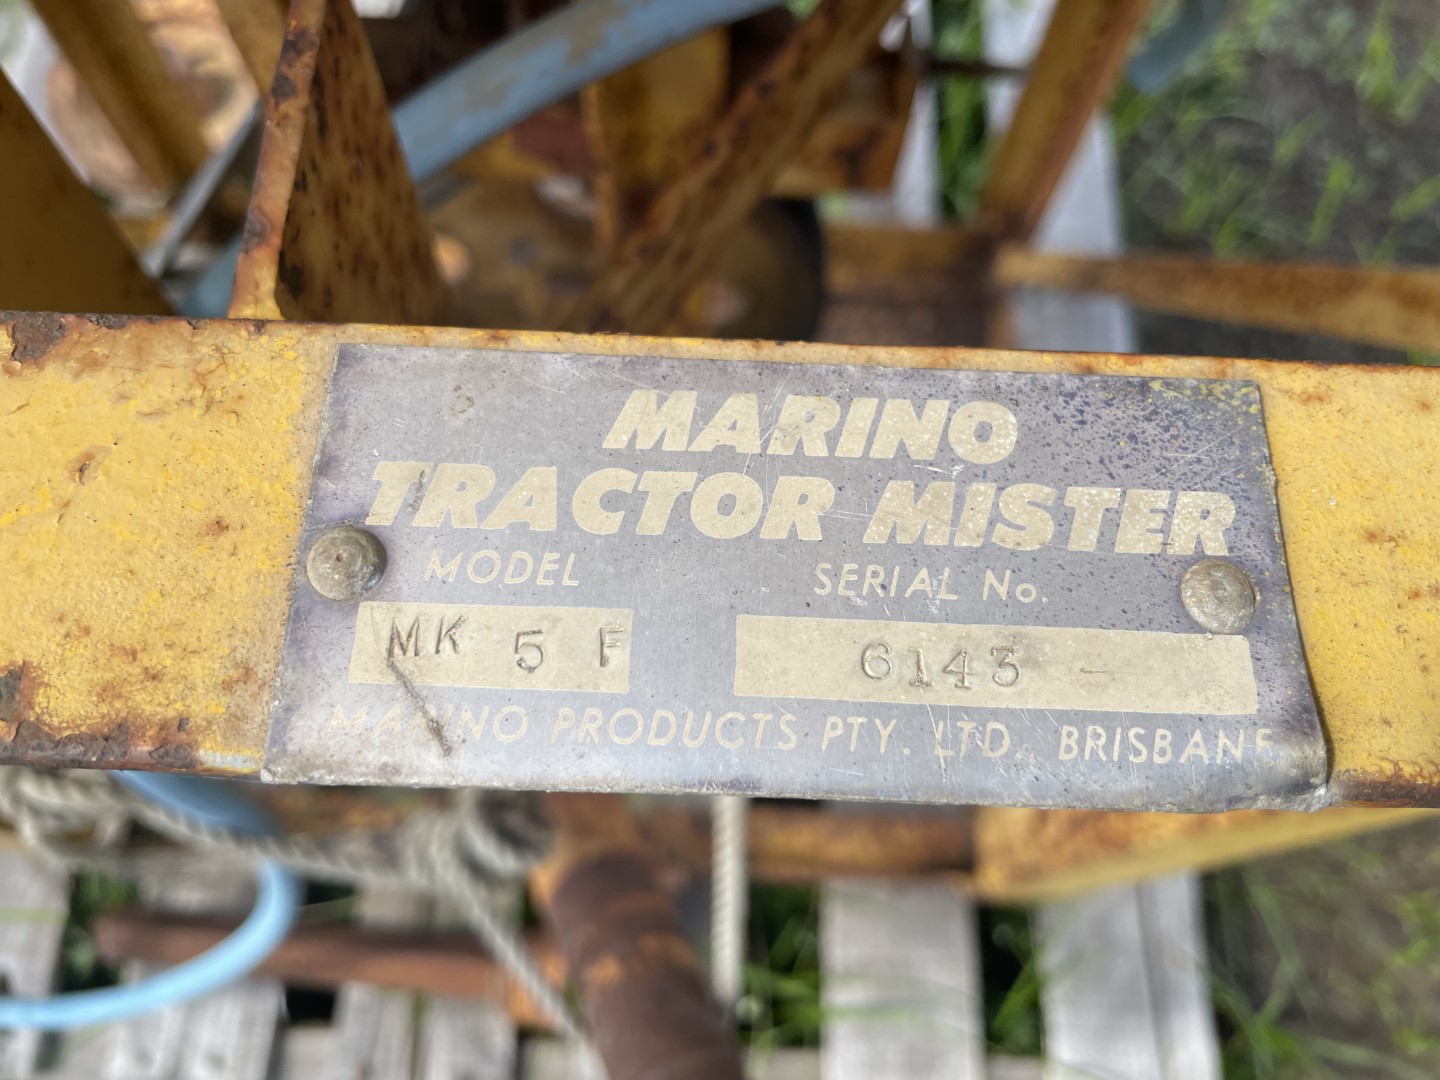 MARINO
TRACTOR MISTER
MODEL SERIAL No.
MK 5 F 6143 –
MARINO PRODUCTS PTY. LTD. BRISBANE